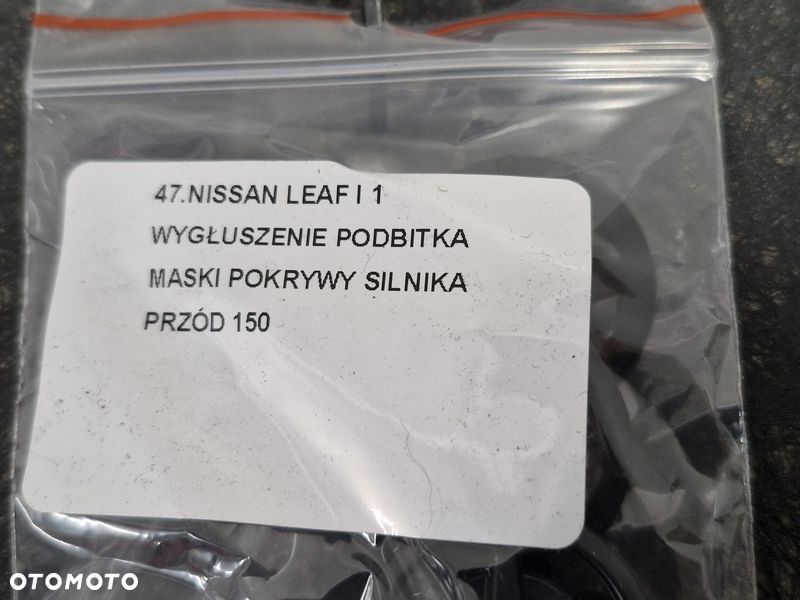 47.NISSAN LEAF I 1
WYGŁUSZENIE PODBITKA
MASKI POKRYWY SILNIKA
PRZÓD 150
OTOMOTO